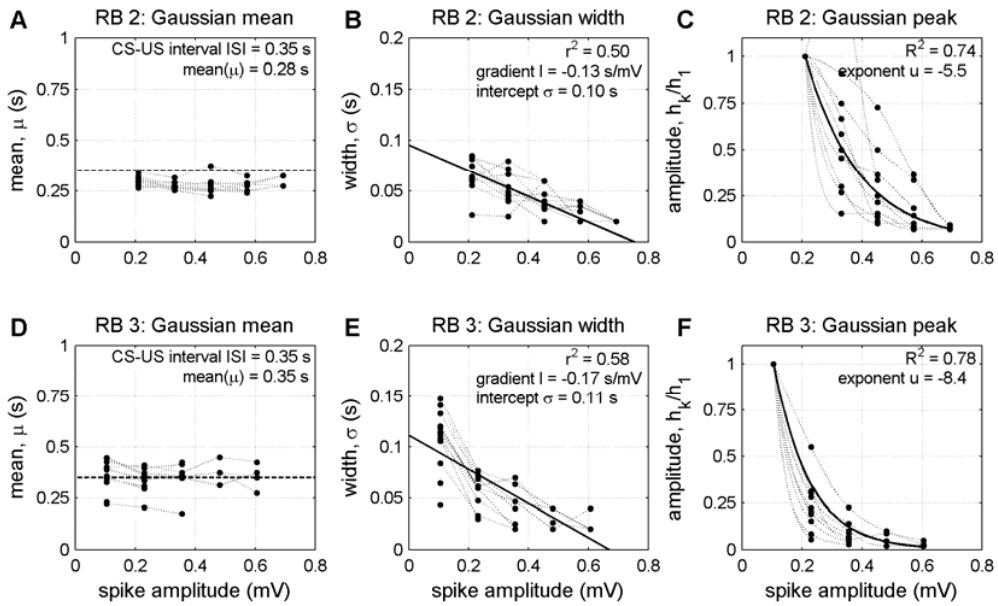 A
RB 2: Gaussian mean
CS-US interval ISI = 0.35 s
mean(μ) = 0.28 s
mean, μ (s)
1
0.75
0.5
0.25
0
0 0.2 0.4 0.6 0.8
B
RB 2: Gaussian width
r² = 0.50
gradient l = -0.13 s/mV
intercept σ = 0.10 s
width, σ (s)
0.2
0.15
0.1
0.05
0
0 0.2 0.4 0.6 0.8
C
RB 2: Gaussian peak
R² = 0.74
exponent u = -5.5
amplitude, hₖ/h₁
1
0.75
0.5
0.25
0
0 0.2 0.4 0.6 0.8
D
RB 3: Gaussian mean
CS-US interval ISI = 0.35 s
mean(μ) = 0.35 s
mean, μ (s)
1
0.75
0.5
0.25
0
0 0.2 0.4 0.6 0.8
spike amplitude (mV)
E
RB 3: Gaussian width
r² = 0.58
gradient l = -0.17 s/mV
intercept σ = 0.11 s
width, σ (s)
0.2
0.15
0.1
0.05
0
0 0.2 0.4 0.6 0.8
spike amplitude (mV)
F
RB 3: Gaussian peak
R² = 0.78
exponent u = -8.4
amplitude, hₖ/h₁
1
0.75
0.5
0.25
0
0 0.2 0.4 0.6 0.8
spike amplitude (mV)